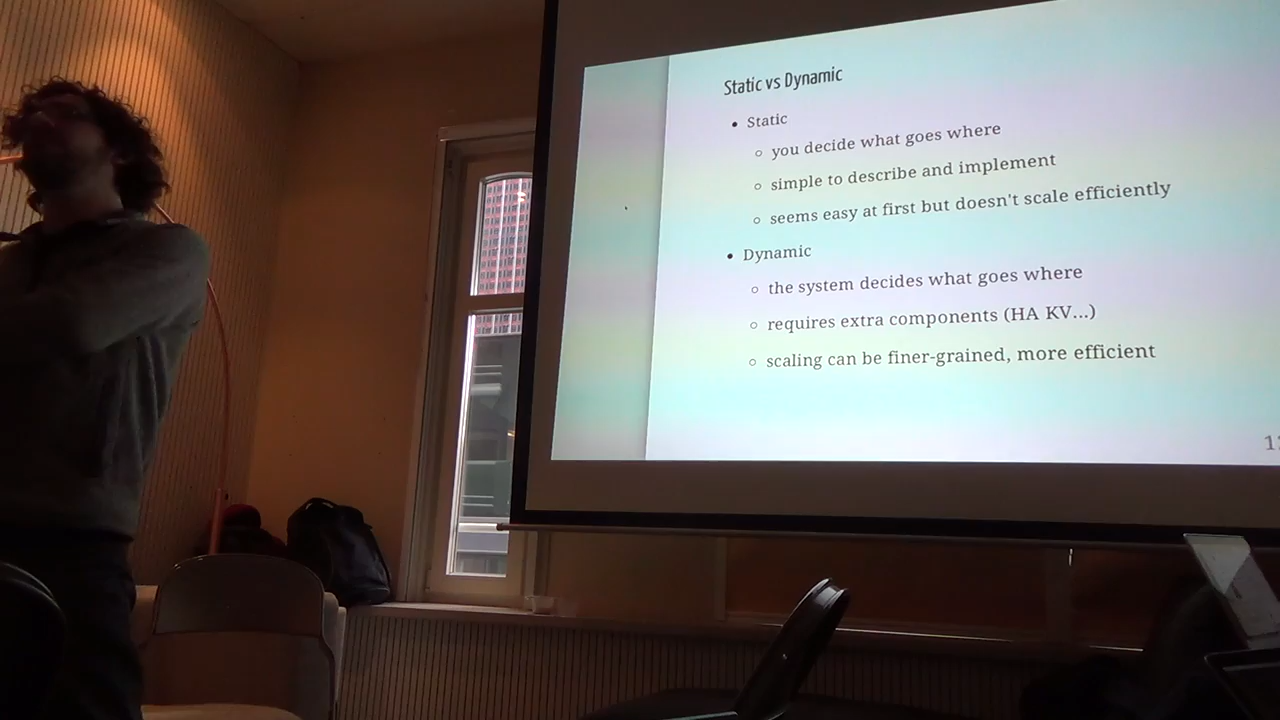 Static vs Dynamic
• Static
○ you decide what goes where
○ simple to describe and implement
○ seems easy at first but doesn't scale efficiently
• Dynamic
○ the system decides what goes where
○ requires extra components (HA KV...)
○ scaling can be finer-grained, more efficient